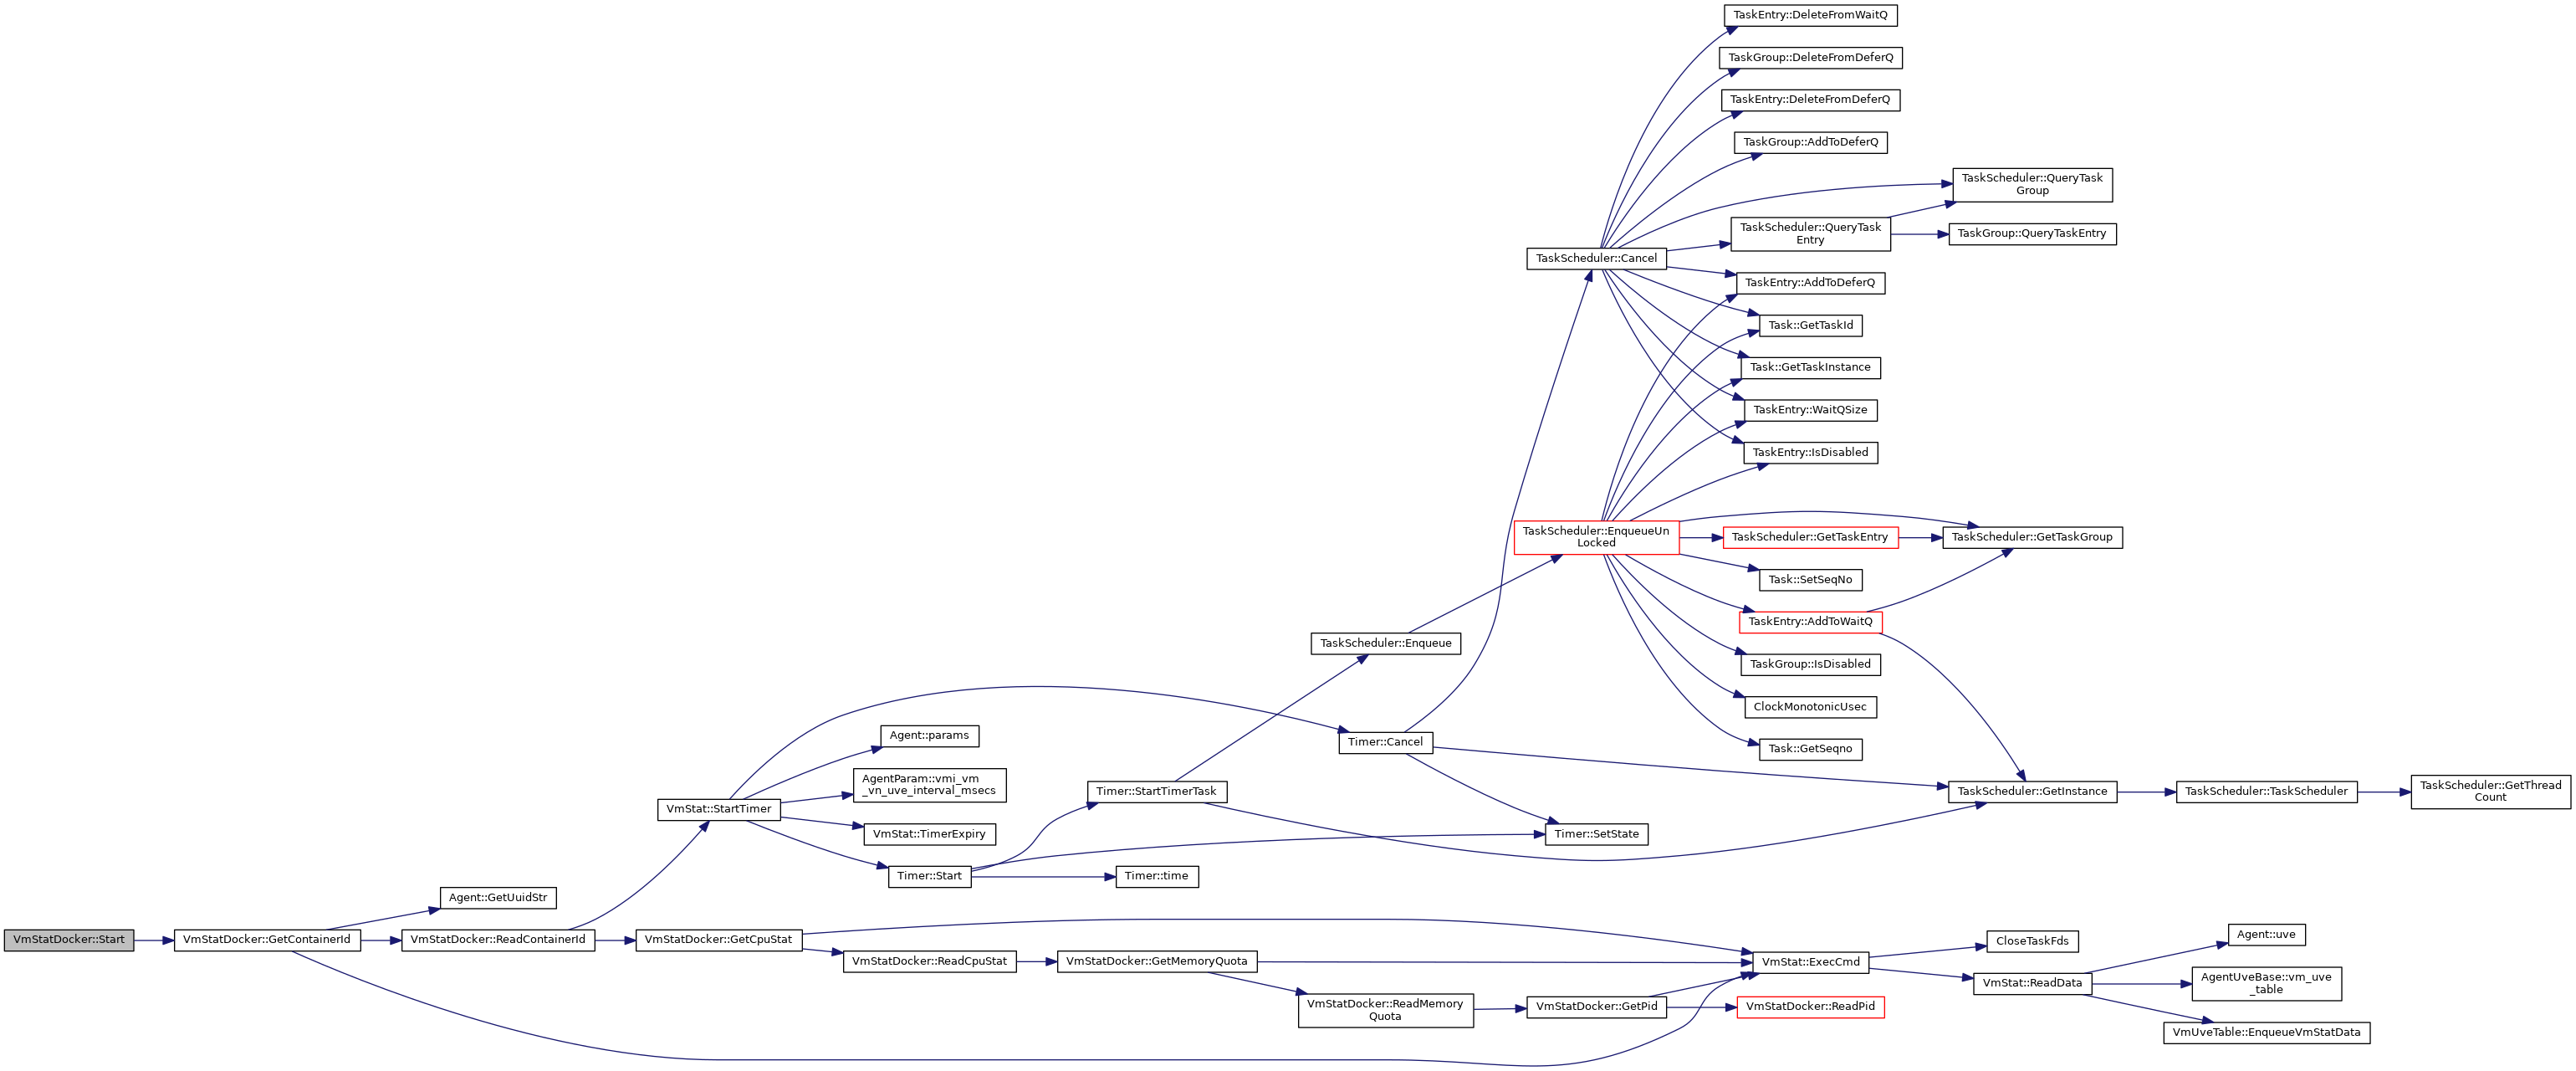 TaskEntry::DeleteFromWaitQ
TaskGroup::DeleteFromDeferQ
TaskEntry::DeleteFromDeferQ
TaskGroup::AddToDeferQ
TaskScheduler::QueryTask
Group
TaskScheduler::QueryTask
Entry
TaskGroup::QueryTaskEntry
TaskScheduler::Cancel
TaskEntry::AddToDeferQ
Task::GetTaskId
Task::GetTaskInstance
TaskEntry::WaitQSize
TaskEntry::IsDisabled
TaskScheduler::EnqueueUn
Locked
TaskScheduler::GetTaskEntry
TaskScheduler::GetTaskGroup
Task::SetSeqNo
TaskEntry::AddToWaitQ
TaskScheduler::Enqueue
TaskGroup::IsDisabled
ClockMonotonicUsec
Agent::params
Timer::Cancel
Task::GetSeqno
AgentParam::vmi_vm
_vn_uve_interval_msecs
Timer::StartTimerTask
TaskScheduler::GetInstance
TaskScheduler::TaskScheduler
TaskScheduler::GetThread
Count
VmStat::StartTimer
VmStat::TimerExpiry
Timer::SetState
Timer::Start
Timer::time
Agent::GetUuidStr
VmStatDocker::Start
VmStatDocker::GetContainerId
VmStatDocker::ReadContainerId
VmStatDocker::GetCpuStat
VmStatDocker::ReadCpuStat
VmStatDocker::GetMemoryQuota
VmStat::ExecCmd
CloseTaskFds
Agent::uve
VmStat::ReadData
AgentUveBase::vm_uve
_table
VmStatDocker::ReadMemory
Quota
VmStatDocker::GetPid
VmStatDocker::ReadPid
VmUveTable::EnqueueVmStatData